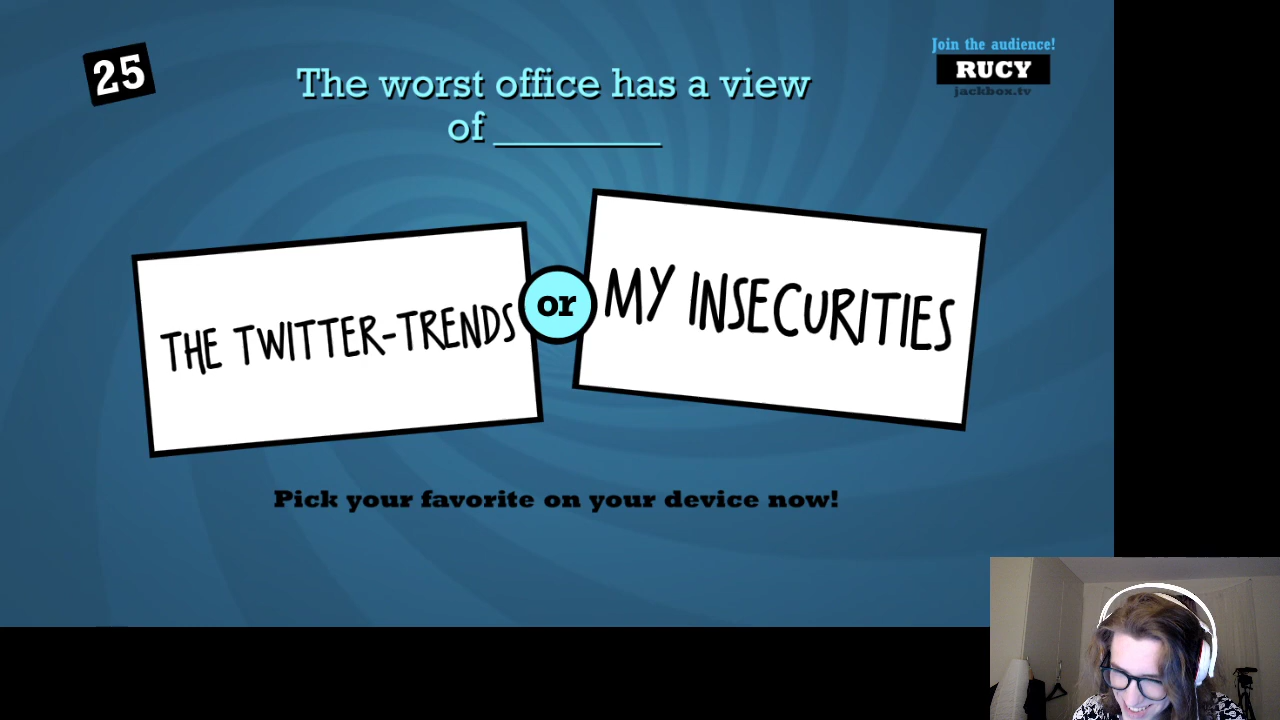 25
The worst office has a view
of _________
Join the audience!
RUCY
jackbox.tv
THE TWITTER-TRENDS
or
MY INSECURITIES
Pick your favorite on your device now!